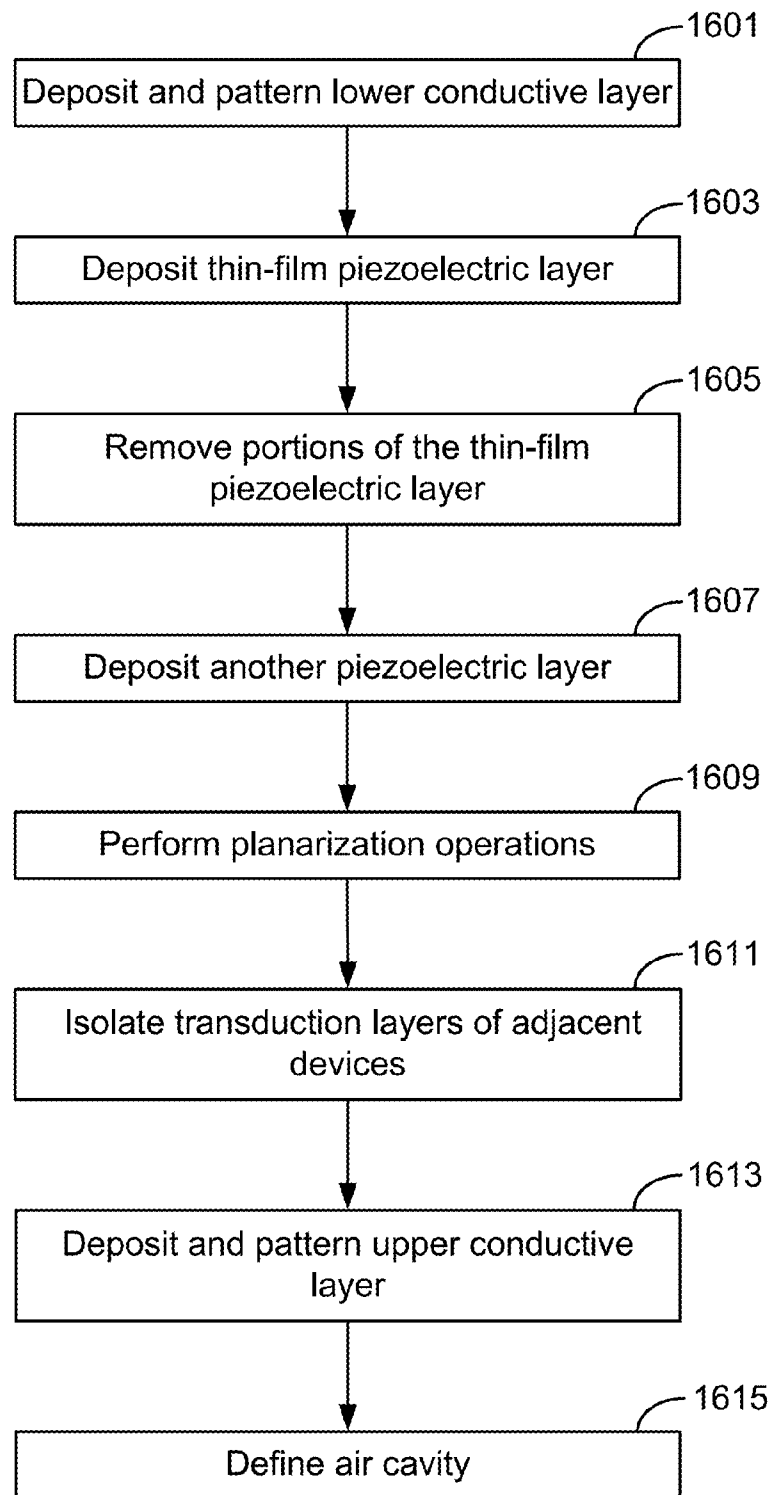 1601
Deposit and pattern lower conductive layer
1603
Deposit thin-film piezoelectric layer
1605
Remove portions of the thin-film
piezoelectric layer
1607
Deposit another piezoelectric layer
1609
Perform planarization operations
1611
Isolate transduction layers of adjacent
devices
1613
Deposit and pattern upper conductive
layer
1615
Define air cavity